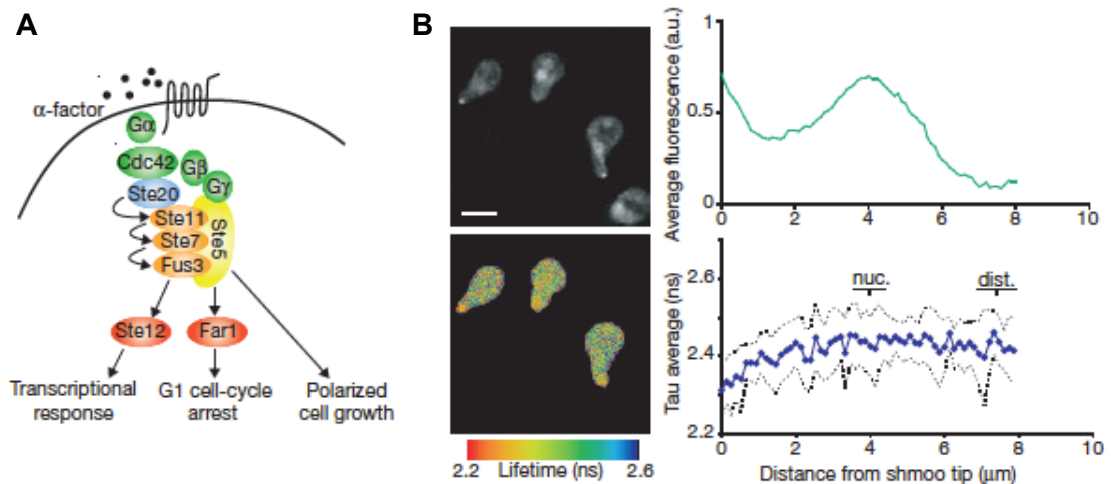 A
α-factor
Gα
Cdc42
Gβ
Gγ
Ste20
Ste11
Ste7
Ste5
Fus3
Ste12
Far1
Transcriptional
response
G1 cell-cycle
arrest
Polarized
cell growth
B
2.2
Lifetime (ns)
2.6
Average fluorescence (a.u.)
1
0.5
0
0
2
4
6
8
10
Tau average (ns)
2.6
2.4
2.2
nuc.
dist.
0
2
4
6
8
10
Distance from shmoo tip (μm)